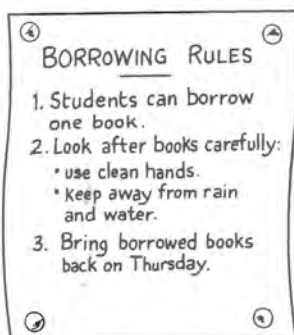 BORROWING RULES
1. Students can borrow
one book.
2. Look after books carefully:
• use clean hands.
• Keep away from rain
and water.
3. Bring borrowed books
back on Thursday.